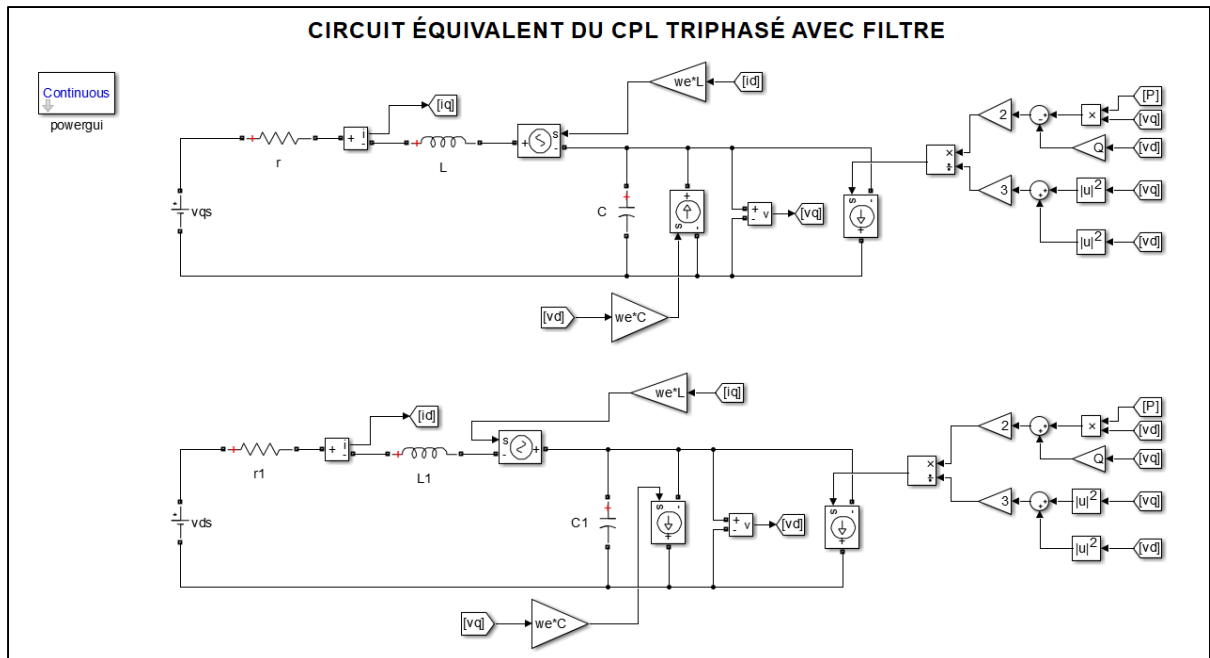 CIRCUIT ÉQUIVALENT DU CPL TRIPHASÉ AVEC FILTRE
Continuous
powergui
we*L
[id]
[iq]
[P]
[vq]
2
×
Q
[vd]
r
+
i
-
L
+
s
-
×
÷
3
|u|²
[vq]
|u|²
[vd]
vqs
C
+
s
-
+
-
v
[vq]
s
-
+
[vd]
we*C
we*L
[iq]
[id]
[P]
[vd]
2
×
Q
[vq]
r1
+
i
-
L1
s
-
+
×
÷
3
|u|²
[vq]
|u|²
[vd]
vds
C1
s
-
+
+
-
v
[vd]
s
-
+
[vq]
we*C